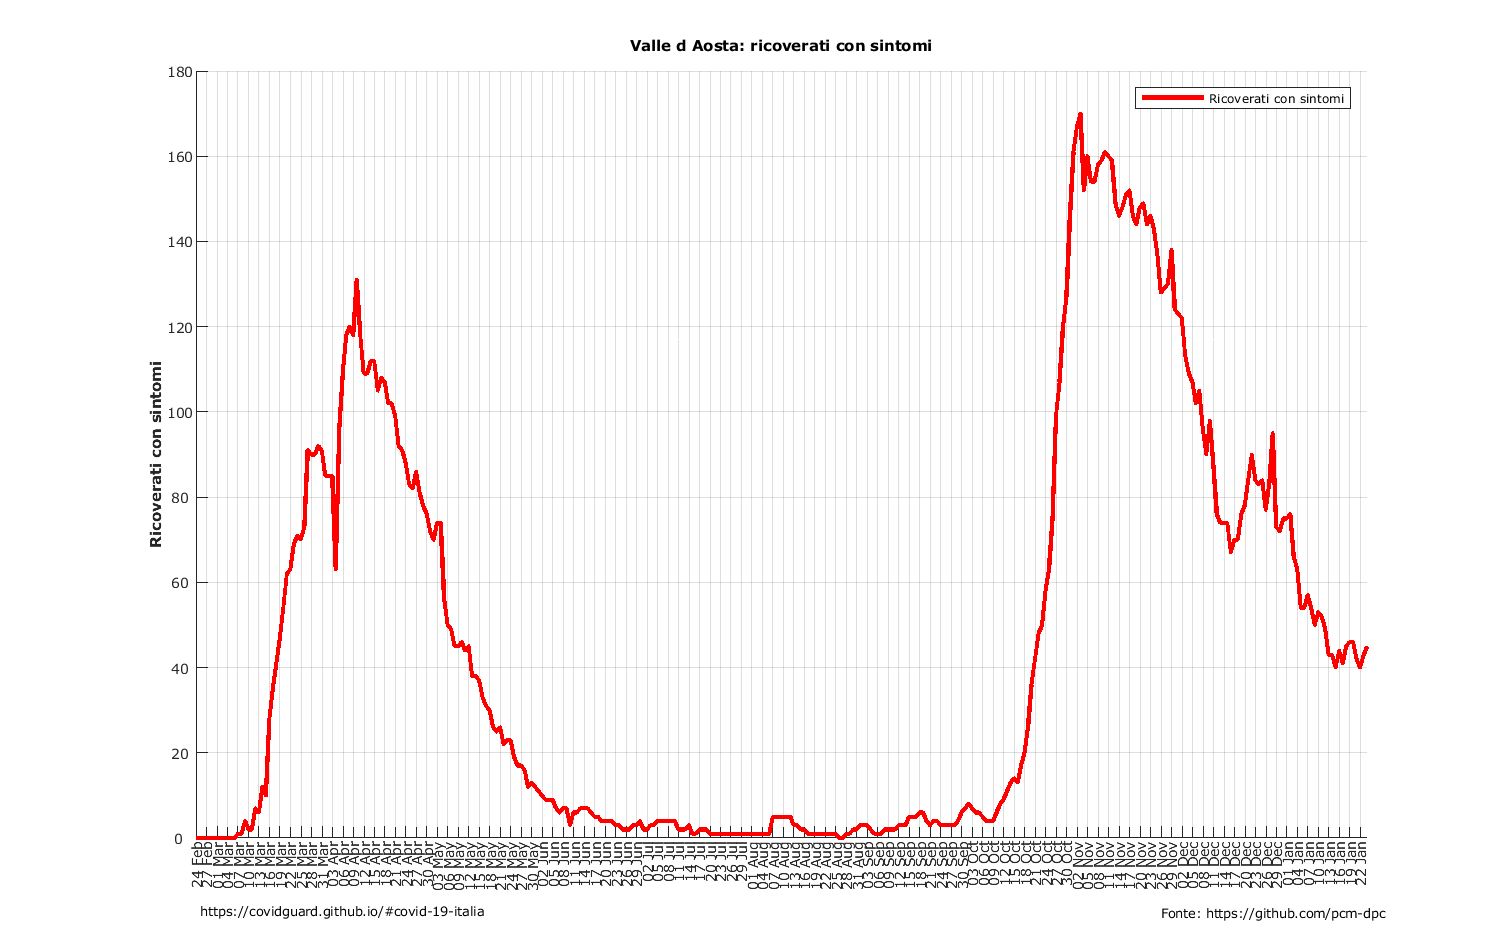 Valle d Aosta: ricoverati con sintomi
Ricoverati con sintomi
180
160
140
120
100
80
60
40
20
0
Ricoverati con sintomi
24 Feb
27 Feb
01 Mar
04 Mar
07 Mar
10 Mar
13 Mar
16 Mar
19 Mar
22 Mar
25 Mar
28 Mar
31 Mar
03 Apr
06 Apr
09 Apr
12 Apr
15 Apr
18 Apr
21 Apr
24 Apr
27 Apr
30 Apr
03 May
06 May
09 May
12 May
15 May
18 May
21 May
24 May
27 May
30 May
02 Jun
05 Jun
08 Jun
11 Jun
14 Jun
17 Jun
20 Jun
23 Jun
26 Jun
29 Jun
02 Jul
05 Jul
08 Jul
11 Jul
14 Jul
17 Jul
20 Jul
23 Jul
26 Jul
29 Jul
01 Aug
04 Aug
07 Aug
10 Aug
13 Aug
16 Aug
19 Aug
22 Aug
25 Aug
28 Aug
31 Aug
03 Sep
06 Sep
09 Sep
12 Sep
15 Sep
18 Sep
21 Sep
24 Sep
27 Sep
30 Sep
03 Oct
06 Oct
09 Oct
12 Oct
15 Oct
18 Oct
21 Oct
24 Oct
27 Oct
30 Oct
02 Nov
05 Nov
08 Nov
11 Nov
14 Nov
17 Nov
20 Nov
23 Nov
26 Nov
29 Nov
02 Dec
05 Dec
08 Dec
11 Dec
14 Dec
17 Dec
20 Dec
23 Dec
26 Dec
29 Dec
01 Jan
04 Jan
07 Jan
10 Jan
13 Jan
16 Jan
19 Jan
22 Jan
https://covidguard.github.io/#covid-19-italia
Fonte: https://github.com/pcm-dpc